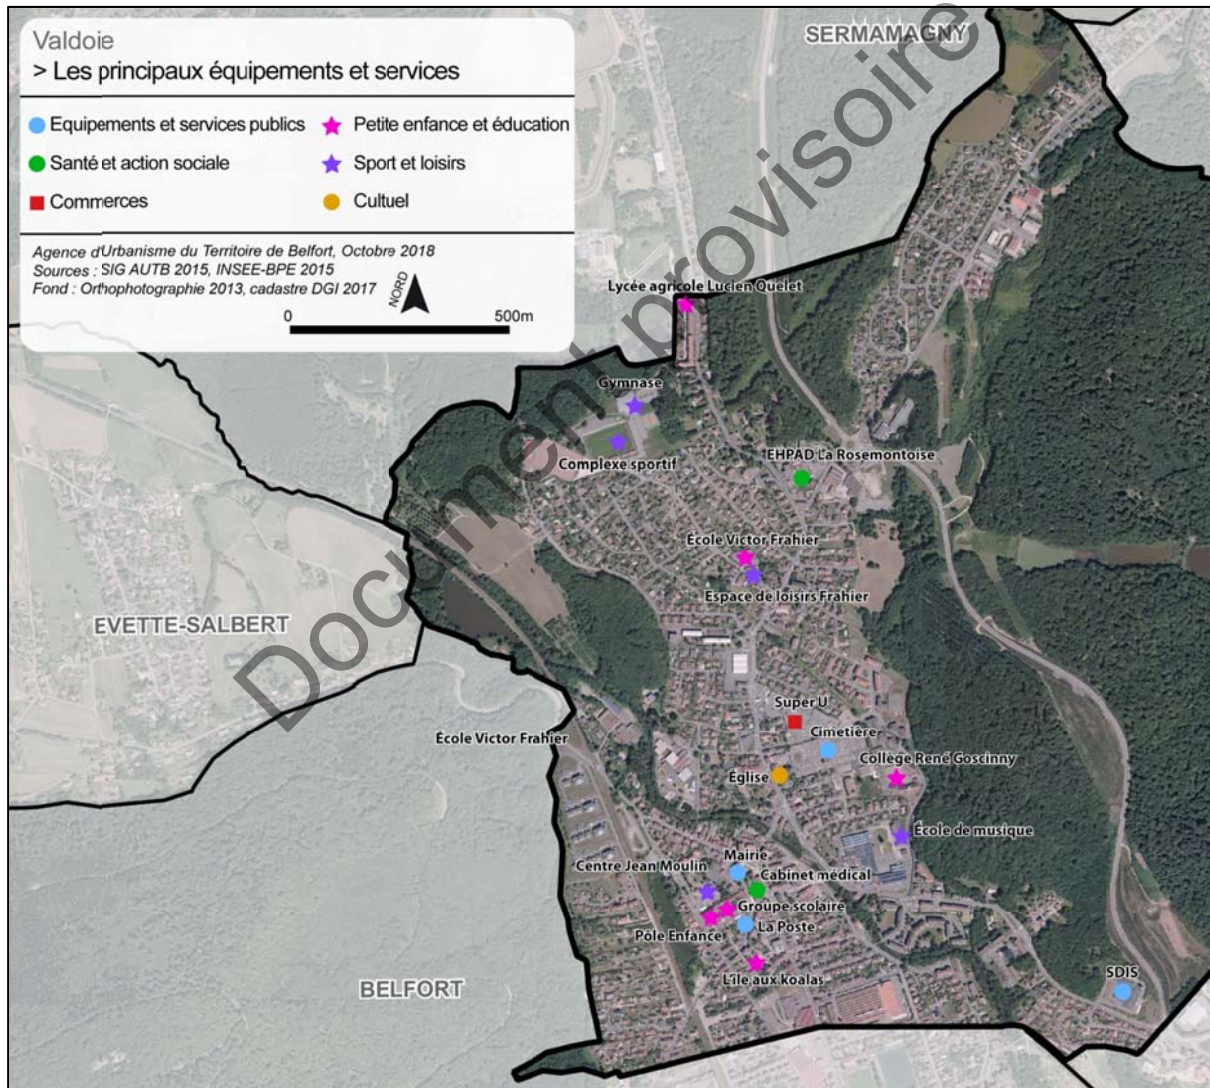 Valdoie
> Les principaux équipements et services
Equipements et services publics
Petite enfance et éducation
Santé et action sociale
Sport et loisirs
Commerces
Cultuel
Agence d'Urbanisme du Territoire de Belfort, Octobre 2018
Sources : SIG AUTB 2015, INSEE-BPE 2015
Fond : Orthophotographie 2013, cadastre DGI 2017
NORD
0 500m
SERMAMAGNY
Document provisoire
Lycée agricole Lucien Quelet
Gymnase
Complexe sportif
EHPAD La Rosemontoise
École Victor Frahier
Espace de loisirs Frahier
EVETTE-SALBERT
Super U
École Victor Frahier
Cimetière
Collège René Goscinny
Église
École de musique
Mairie
Centre Jean Moulin
Cabinet médical
Groupe scolaire
Pôle Enfance
La Poste
L'île aux koalas
SDIS
BELFORT